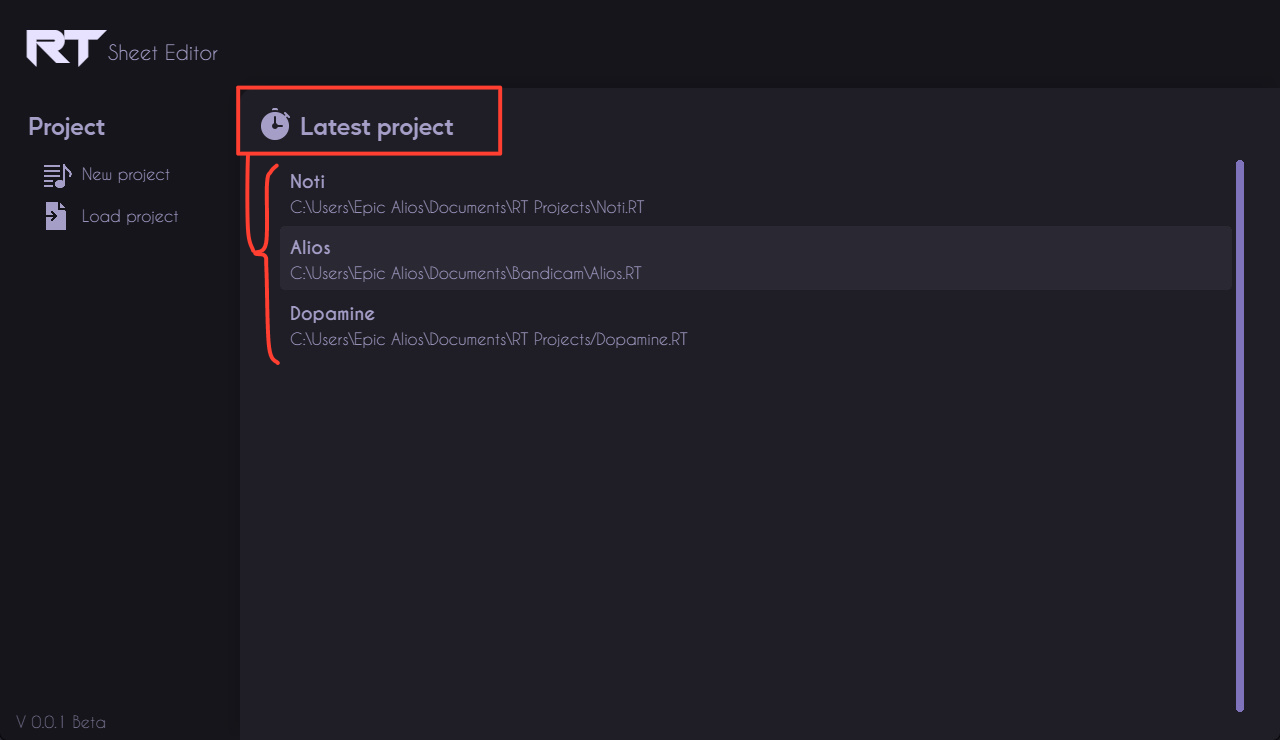 RT Sheet Editor
Project
New project
Load project
Latest project
Noti
C:\Users\Epic Alios\Documents\RT Projects\Noti.RT
Alios
C:\Users\Epic Alios\Documents\Bandicam\Alios.RT
Dopamine
C:\Users\Epic Alios\Documents\RT Projects/Dopamine.RT
V 0.0.1 Beta